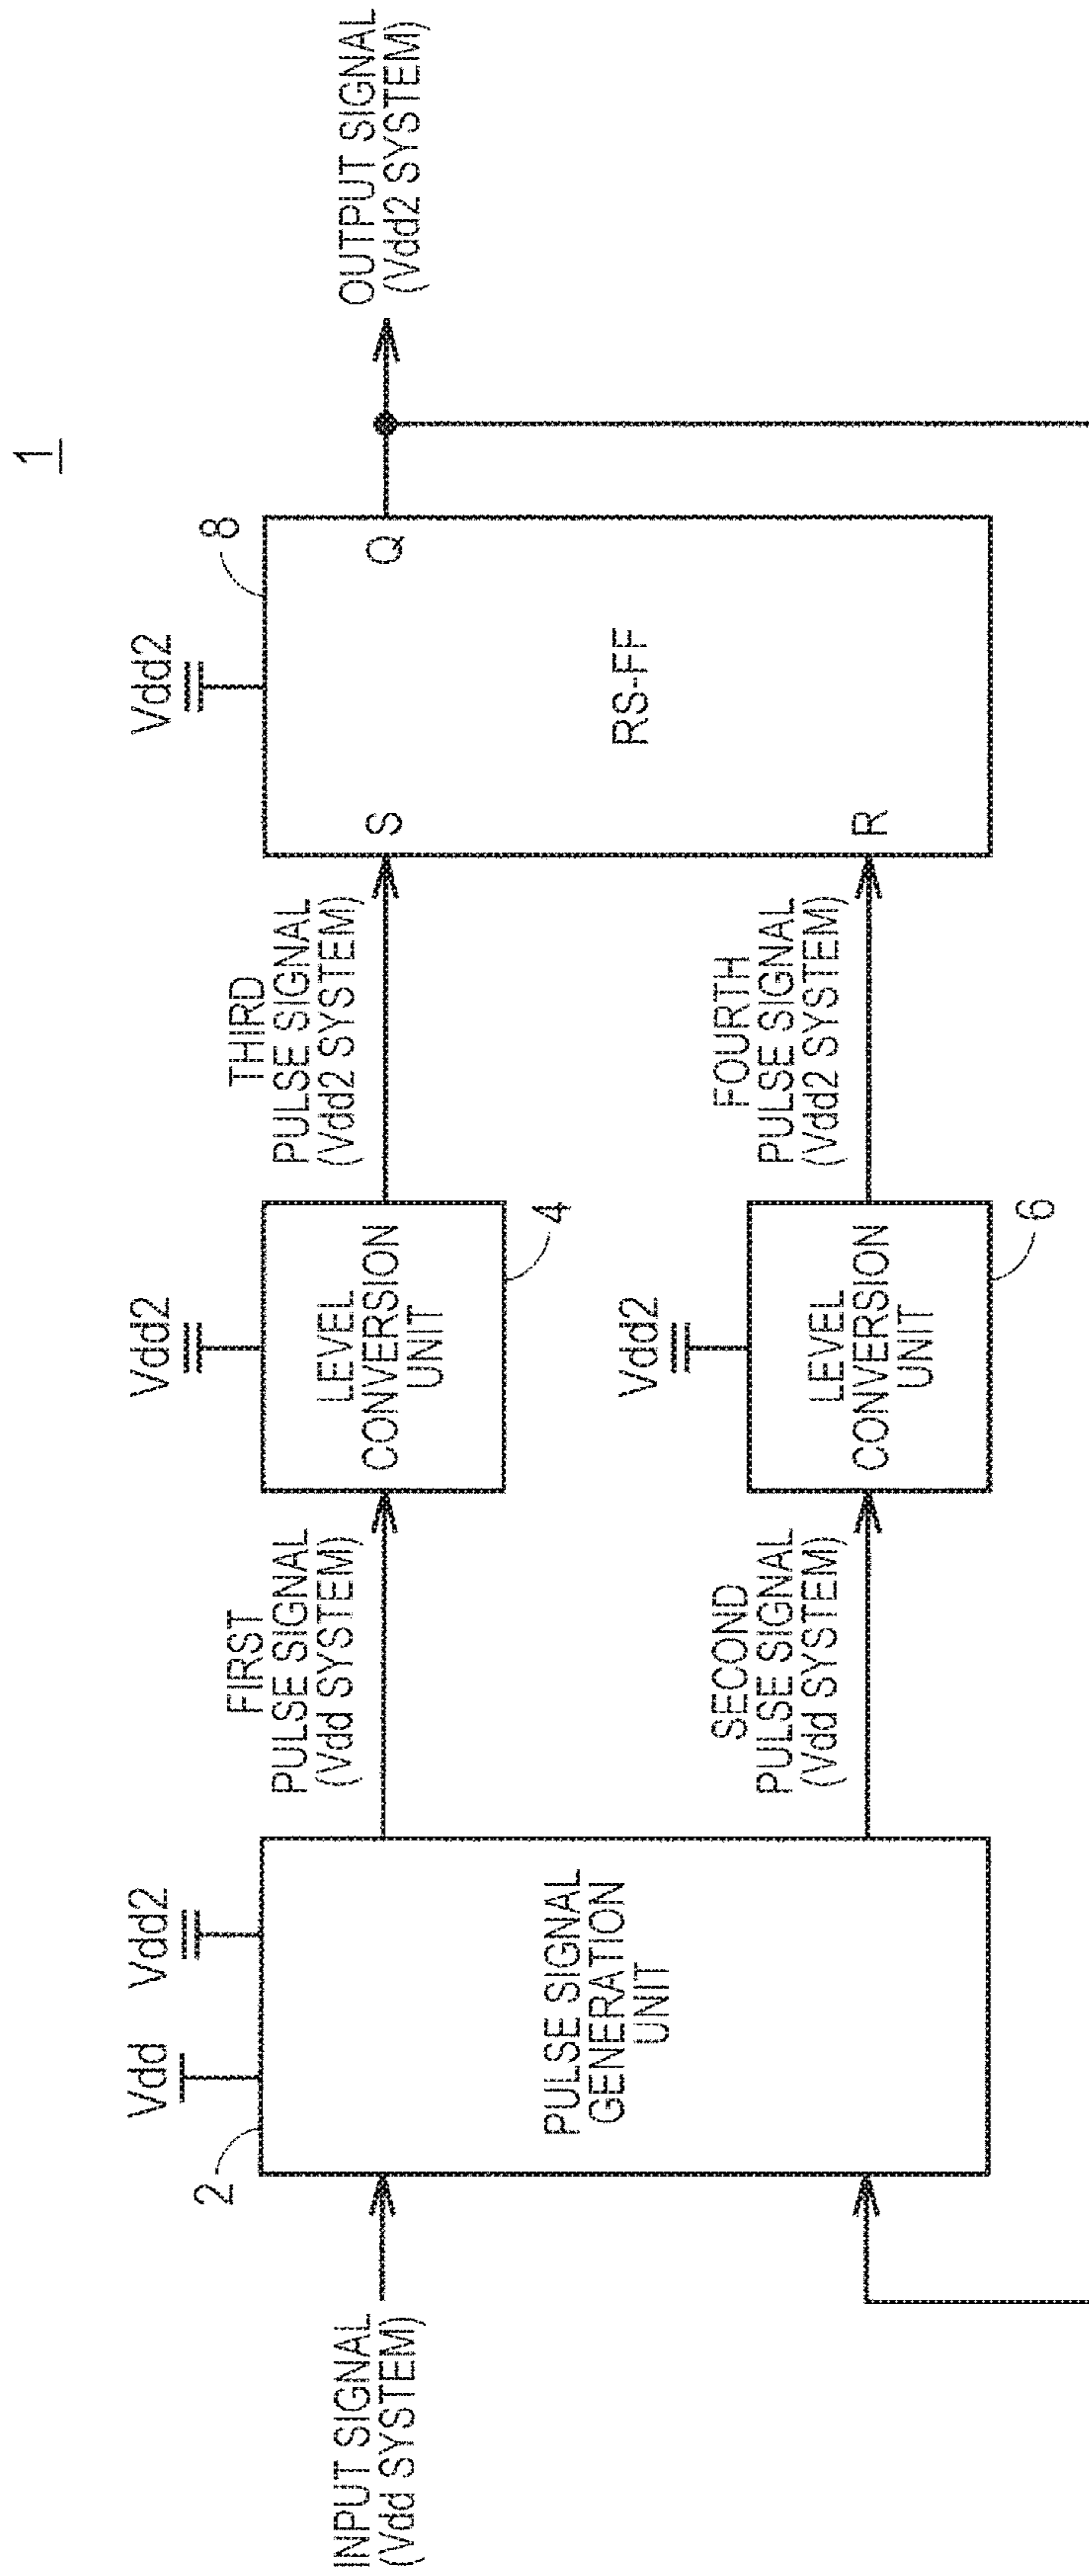 1
INPUT SIGNAL
(Vdd SYSTEM)
2
Vdd
Vdd2
PULSE SIGNAL
GENERATION
UNIT
FIRST
PULSE SIGNAL
(Vdd SYSTEM)
SECOND
PULSE SIGNAL
(Vdd SYSTEM)
Vdd2
LEVEL
CONVERSION
UNIT
4
Vdd2
LEVEL
CONVERSION
UNIT
6
THIRD
PULSE SIGNAL
(Vdd2 SYSTEM)
FOURTH
PULSE SIGNAL
(Vdd2 SYSTEM)
Vdd2
8
S
Q
RS-FF
R
OUTPUT SIGNAL
(Vdd2 SYSTEM)